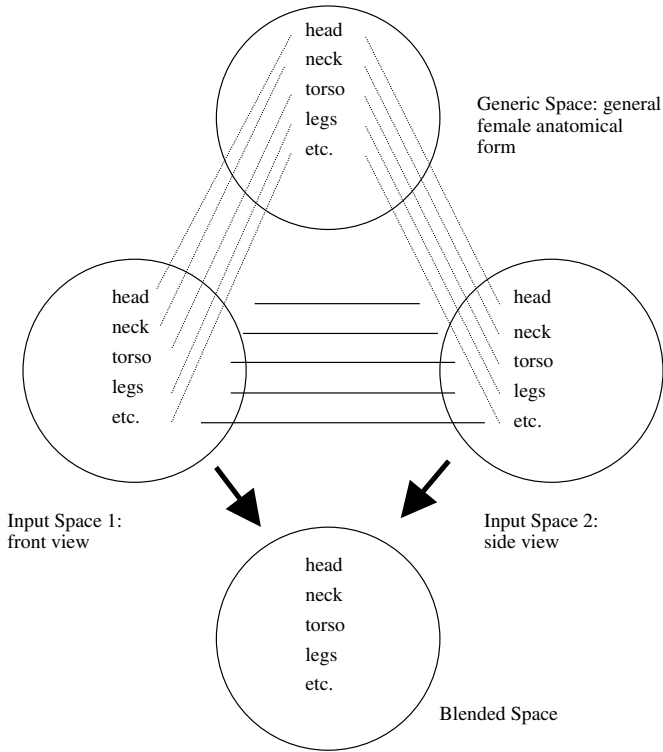 head
neck
torso
legs
etc.
Generic Space: general
female anatomical
form
head
neck
torso
legs
etc.
head
neck
torso
legs
etc.
Input Space 1:
front view
Input Space 2:
side view
head
neck
torso
legs
etc.
Blended Space